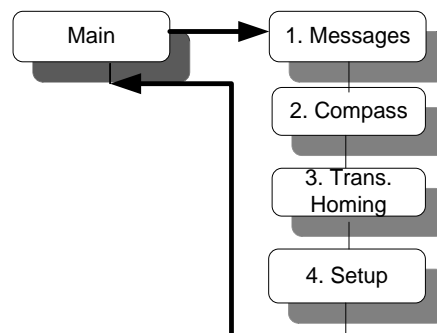 Main
1. Messages
2. Compass
3. Trans.
Homing
4. Setup